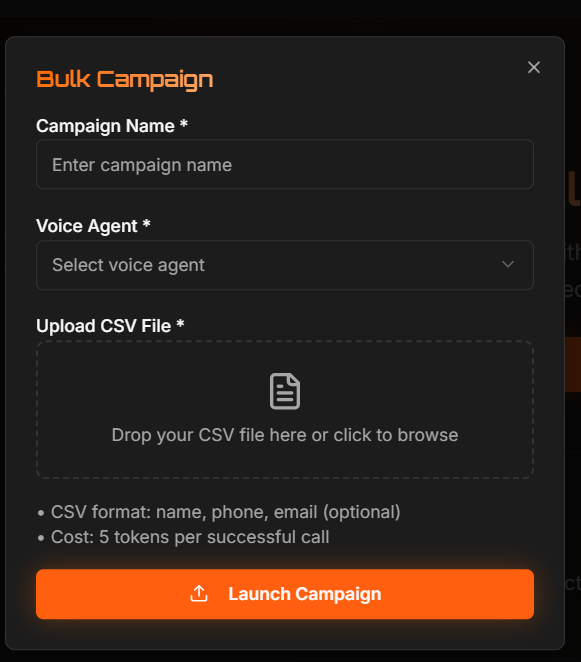 Bulk Campaign
Campaign Name *
Enter campaign name
Voice Agent *
Select voice agent
Upload CSV File *
Drop your CSV file here or click to browse
• CSV format: name, phone, email (optional)
• Cost: 5 tokens per successful call
Launch Campaign